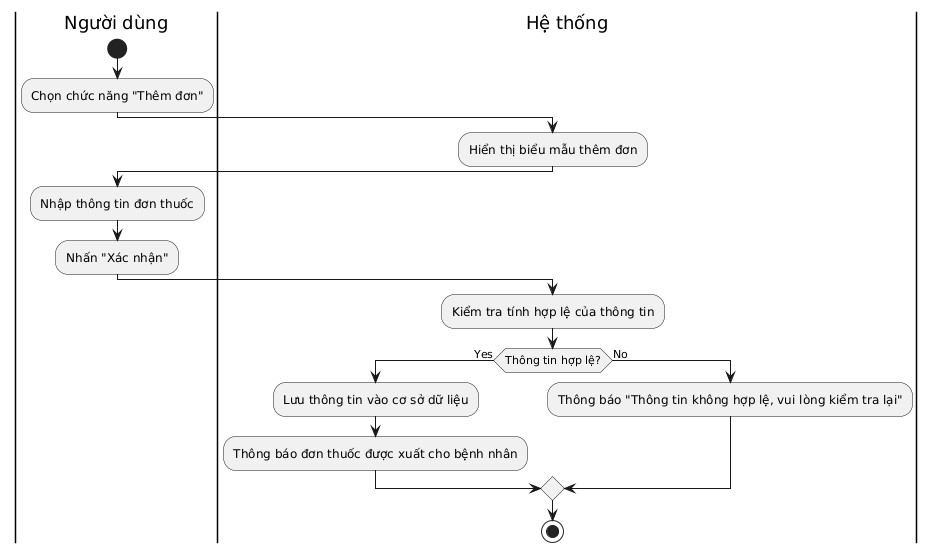 Người dùng
Hệ thống
Chọn chức năng "Thêm đơn"
Hiển thị biểu mẫu thêm đơn
Nhập thông tin đơn thuốc
Nhấn "Xác nhận"
Kiểm tra tính hợp lệ của thông tin
Thông tin hợp lệ?
Yes
No
Lưu thông tin vào cơ sở dữ liệu
Thông báo "Thông tin không hợp lệ, vui lòng kiểm tra lại"
Thông báo đơn thuốc được xuất cho bệnh nhân